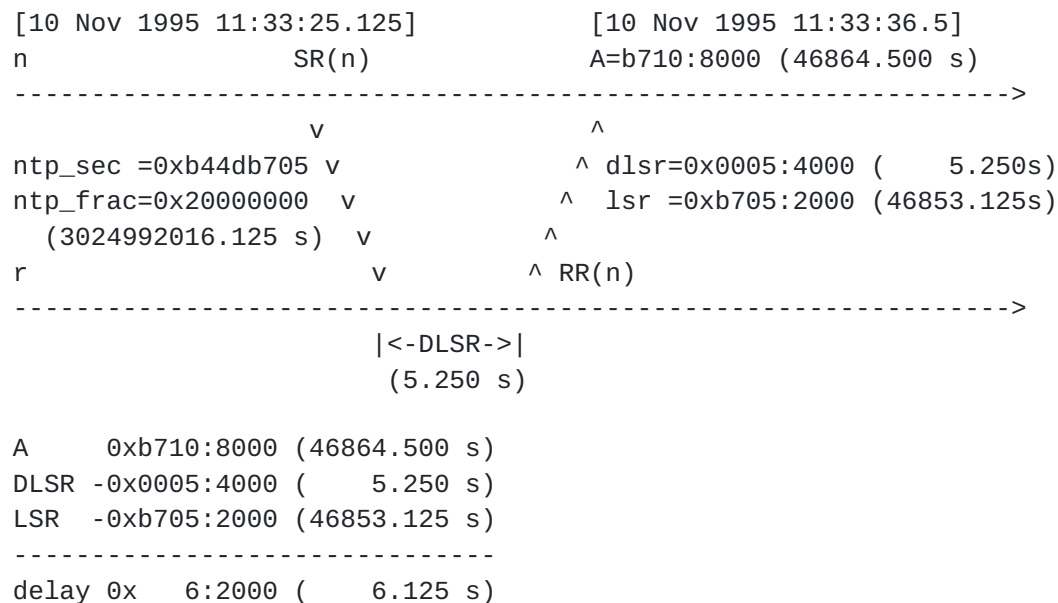 [10 Nov 1995 11:33:25.125]           [10 Nov 1995 11:33:36.5]
n                 SR(n)              A=b710:8000 (46864.500 s)
---------------------------------------------------------------->
                   v                 ^
ntp_sec =0xb44db705 v               ^ dlsr=0x0005:4000 (    5.250s)
ntp_frac=0x20000000  v             ^  lsr =0xb705:2000 (46853.125s)
  (3024992016.125 s)  v           ^
r                      v         ^ RR(n)
---------------------------------------------------------------->
                       |<-DLSR->|
                        (5.250 s)

A     0xb710:8000 (46864.500 s)
DLSR -0x0005:4000 (    5.250 s)
LSR  -0xb705:2000 (46853.125 s)
-------------------------------
delay 0x   6:2000 (    6.125 s)